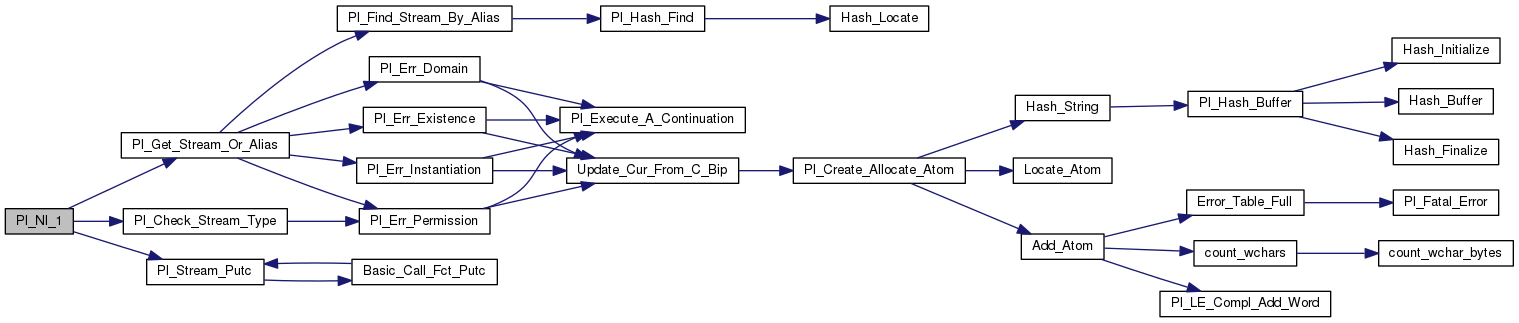 Pl_Nl_1
Pl_Get_Stream_Or_Alias
Pl_Check_Stream_Type
Pl_Stream_Putc
Pl_Find_Stream_By_Alias
Pl_Err_Domain
Pl_Err_Existence
Pl_Err_Instantiation
Pl_Err_Permission
Basic_Call_Fct_Putc
Pl_Hash_Find
Pl_Execute_A_Continuation
Update_Cur_From_C_Bip
Hash_Locate
Pl_Create_Allocate_Atom
Hash_String
Locate_Atom
Add_Atom
Pl_Hash_Buffer
Error_Table_Full
count_wchars
Pl_LE_Compl_Add_Word
Hash_Initialize
Hash_Buffer
Hash_Finalize
Pl_Fatal_Error
count_wchar_bytes